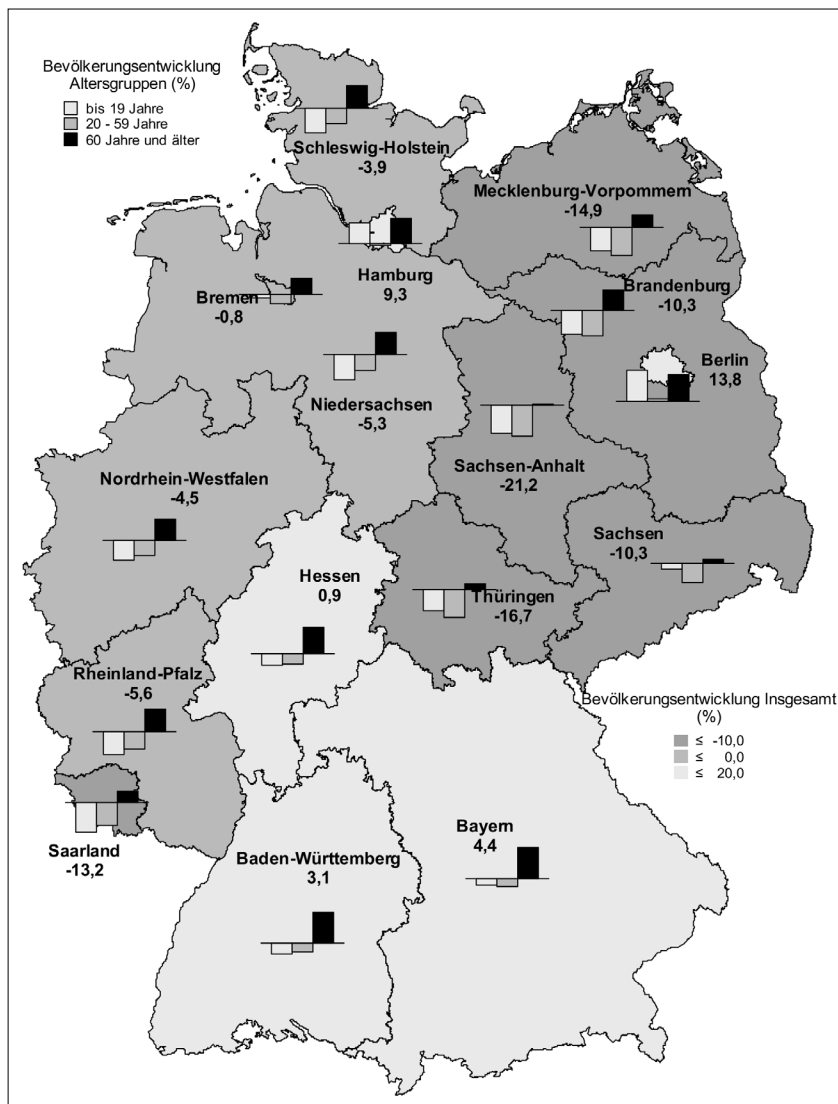 Bevölkerungsentwicklung
Altersgruppen (%)
bis 19 Jahre
20 - 59 Jahre
60 Jahre und älter
Schleswig-Holstein
-3,9
Mecklenburg-Vorpommern
-14,9
Hamburg
9,3
Bremen
-0,8
Brandenburg
-10,3
Berlin
13,8
Niedersachsen
-5,3
Sachsen-Anhalt
-21,2
Nordrhein-Westfalen
-4,5
Sachsen
-10,3
Hessen
0,9
Thüringen
-16,7
Rheinland-Pfalz
-5,6
Bevölkerungsentwicklung Insgesamt
(%)
≤ -10,0
≤ 0,0
≤ 20,0
Saarland
-13,2
Baden-Württemberg
3,1
Bayern
4,4